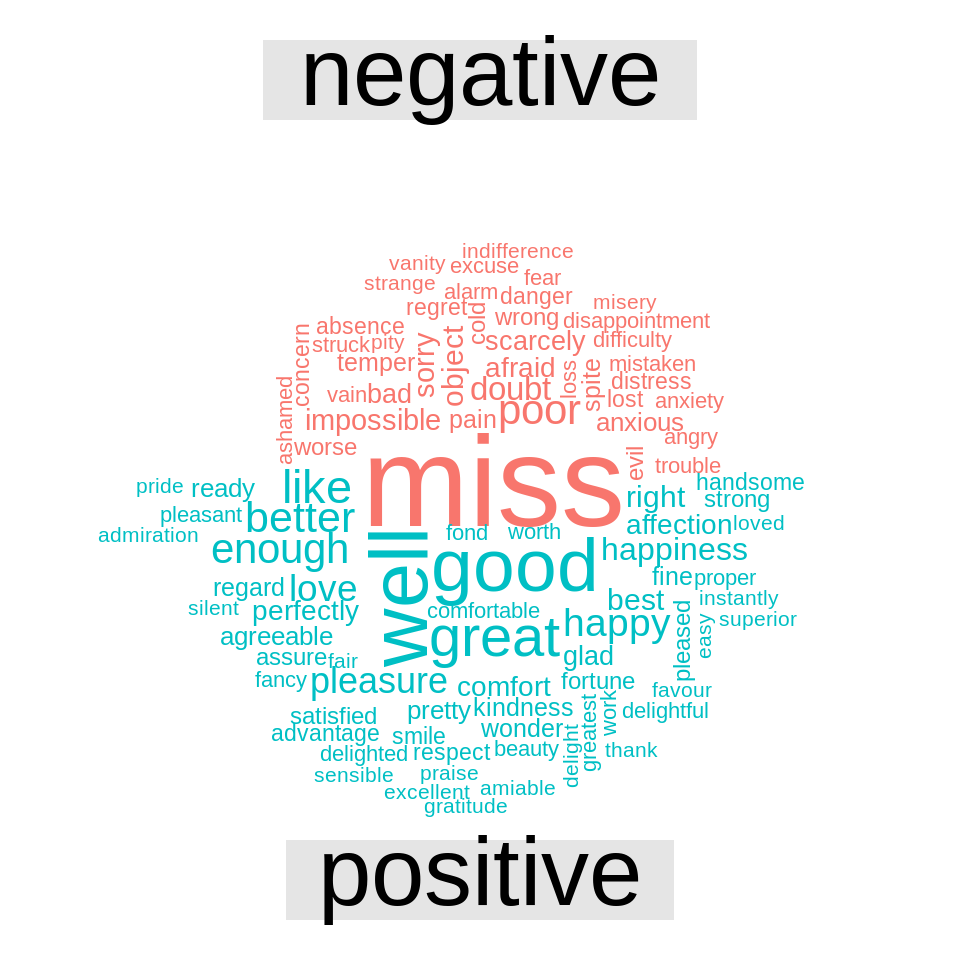 negative
indifference
vanity excuse
strange fear
alarm danger
misery
regret cold wrong disappointment
absence
struck pity sorry object scarcely difficulty
concern temper afraid loss spite mistaken
doubt distress
vain bad lost anxiety
ashamed impossible pain poor anxious
angry
worse miss evil trouble
pride ready like handsome
right strong
pleasant better affection loved
admiration fond worth
enough well good happiness
fine proper
regard love best instantly
silent perfectly comfortable happy superior
agreeable great pleased easy
assure fair glad
fancy pleasure comfort fortune favour
satisfied pretty kindness greatest work delightful
advantage smile wonder
delighted respect beauty delight thank
sensible praise
excellent amiable
gratitude
positive